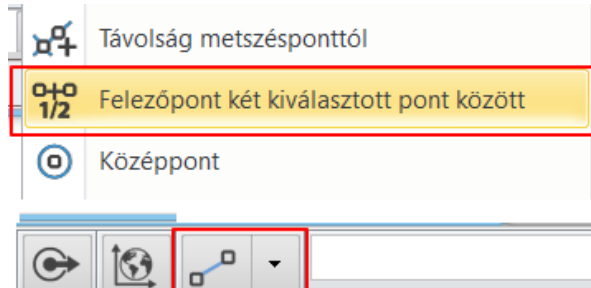 Távolság metszésponttól
1/2 Felezőpont két kiválasztott pont között
Középpont